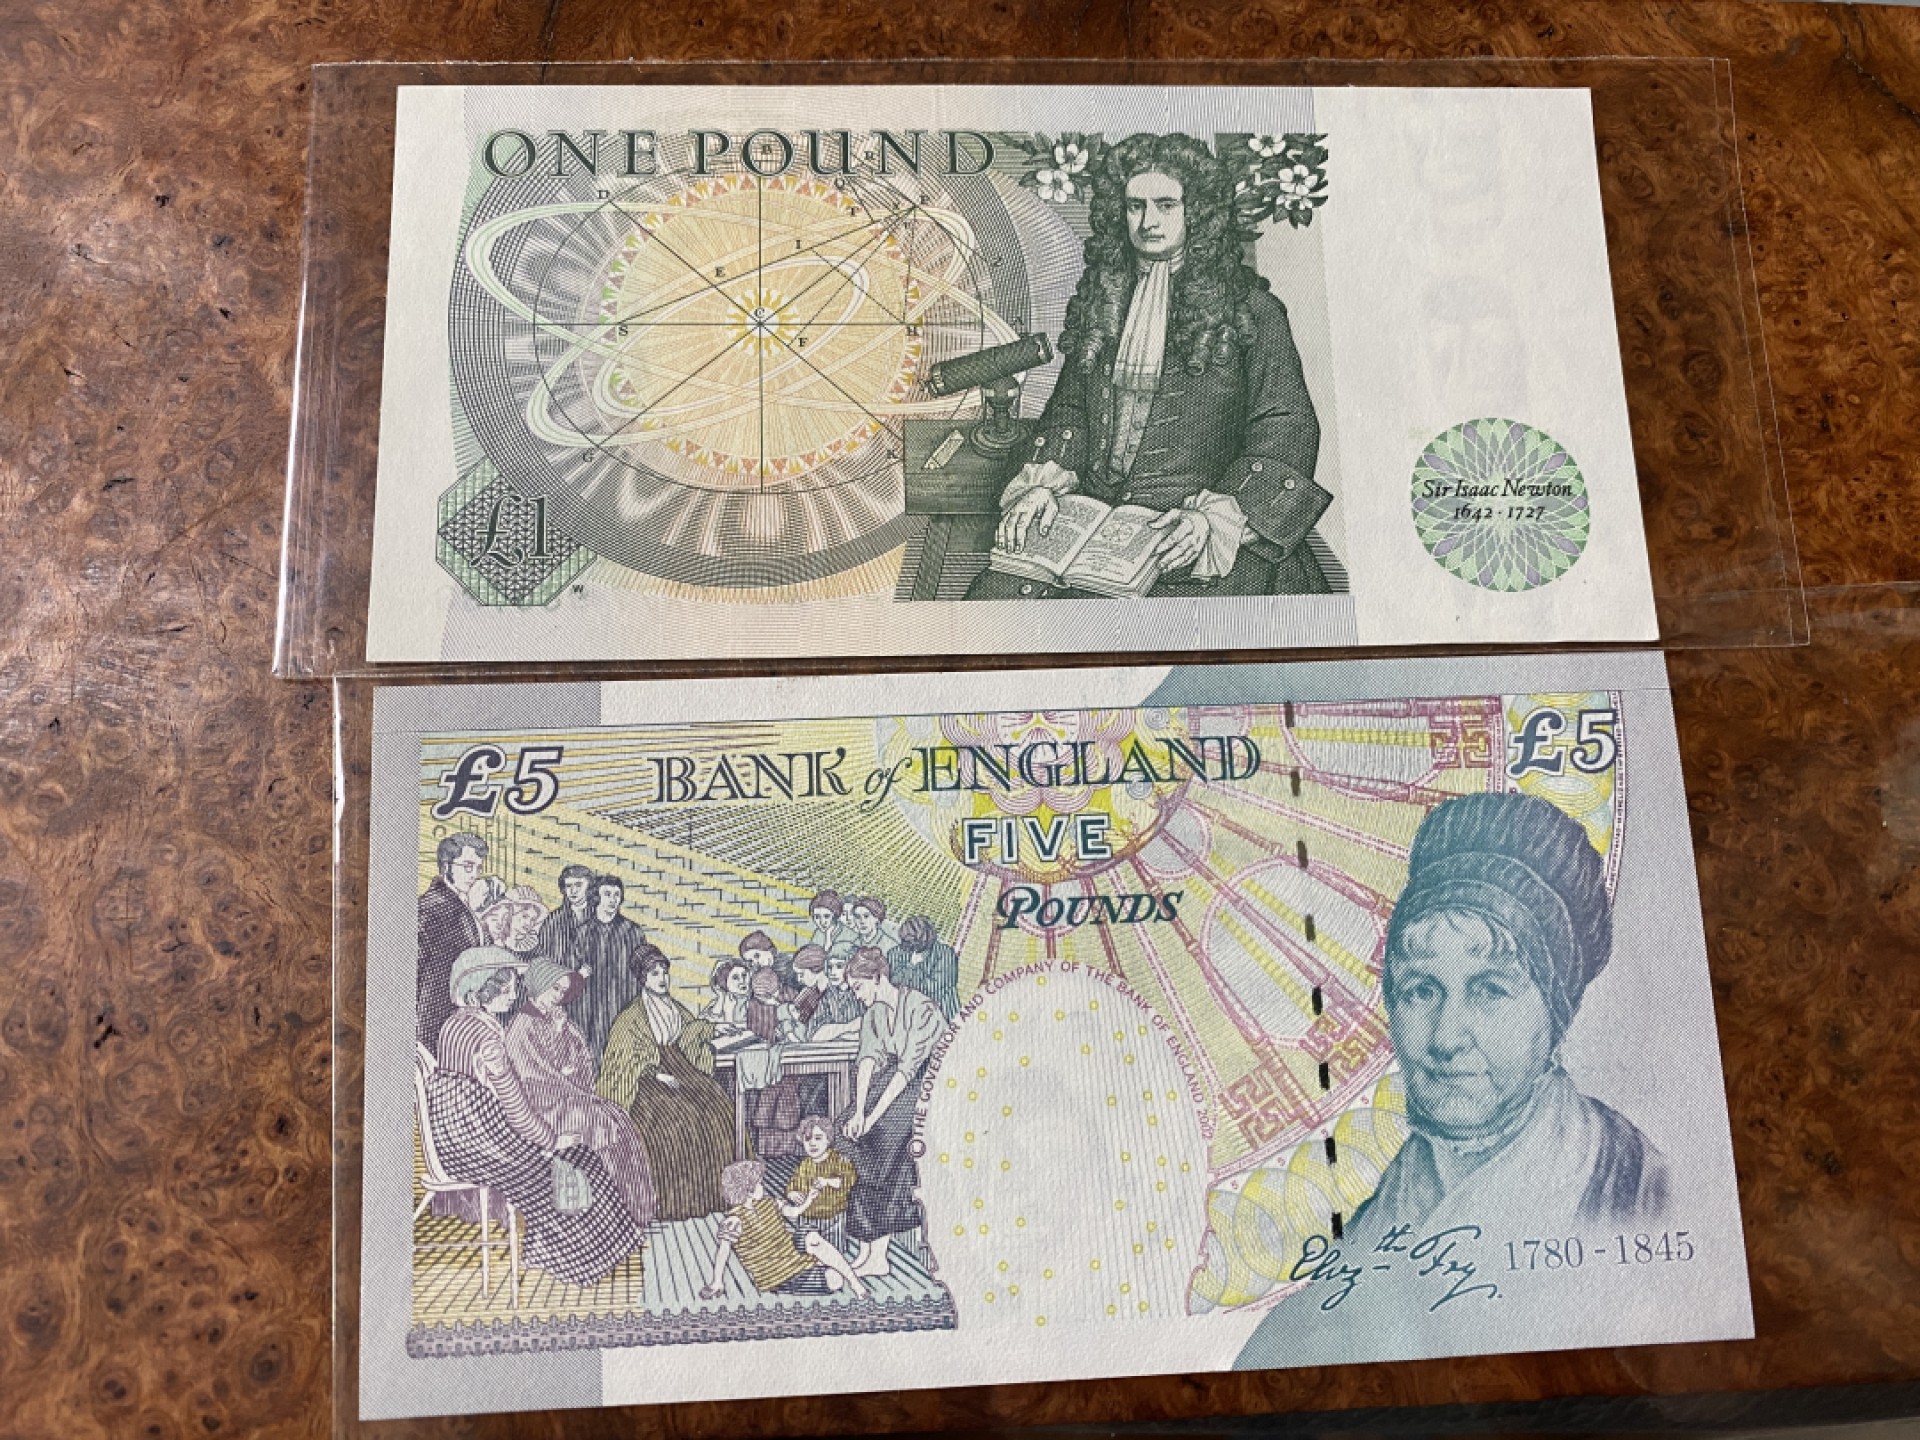 ONE POUND
B
R
D
Q
T
P
I
Z
E
C
S
H
F
G
K
£1
W
Sir Isaac Newton
1642 · 1727
£5
BANK of ENGLAND
£5
FIVE
POUNDS
© THE GOVERNOR AND COMPANY OF THE BANK OF ENGLAND 2002
Eliz-th Fry
1780 - 1845